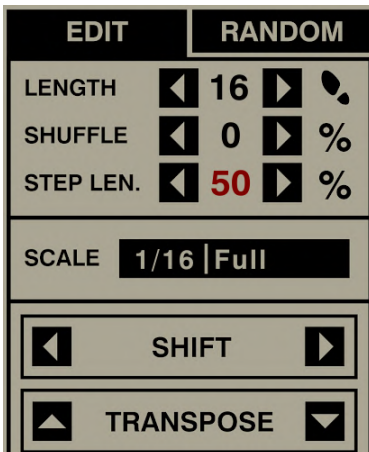 EDIT RANDOM
LENGTH 16
SHUFFLE 0 %
STEP LEN. 50 %
SCALE 1/16 | Full
SHIFT
TRANSPOSE